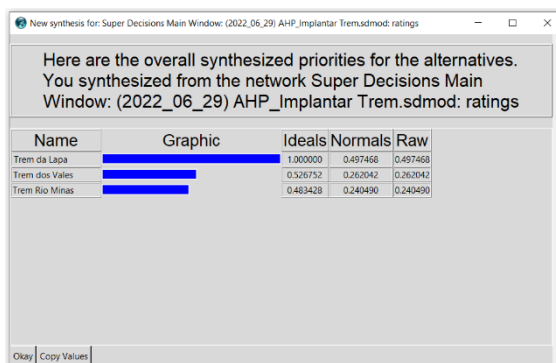 New synthesis for: Super Decisions Main Window: (2022_06_29) AHP_Implantar Trem.sdmod: ratings
Here are the overall synthesized priorities for the alternatives.
You synthesized from the network Super Decisions Main
Window: (2022_06_29) AHP_Implantar Trem.sdmod: ratings
Name Graphic Ideals Normals Raw
Trem da Lapa 1.000000 0.497468 0.497468
Trem dos Vales 0.526752 0.262042 0.262042
Trem Rio Minas 0.483428 0.240490 0.240490
Okay Copy Values